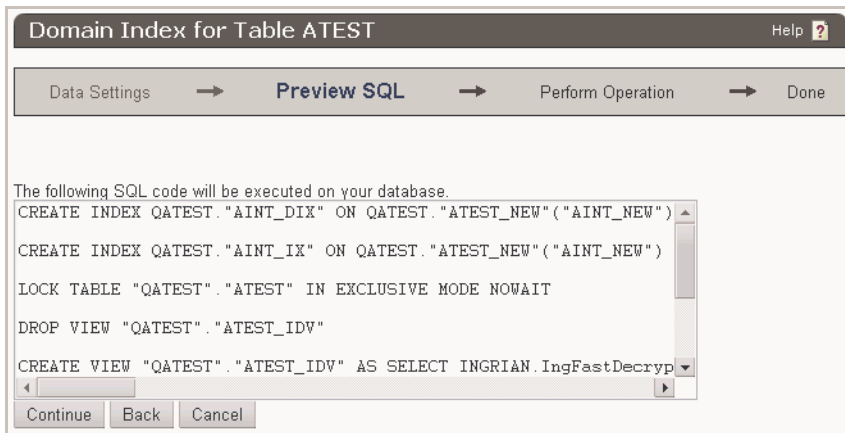 Domain Index for Table ATEST
Help ?
Data Settings → Preview SQL → Perform Operation → Done
The following SQL code will be executed on your database.
CREATE INDEX QATEST."AINT_DIX" ON QATEST."ATEST_NEW"("AINT_NEW")
CREATE INDEX QATEST."AINT_IX" ON QATEST."ATEST_NEW"("AINT_NEW")
LOCK TABLE "QATEST"."ATEST" IN EXCLUSIVE MODE NOWAIT
DROP VIEW "QATEST"."ATEST_IDV"
CREATE VIEW "QATEST"."ATEST_IDV" AS SELECT INGRIAN.IngFastDecryp
Continue Back Cancel